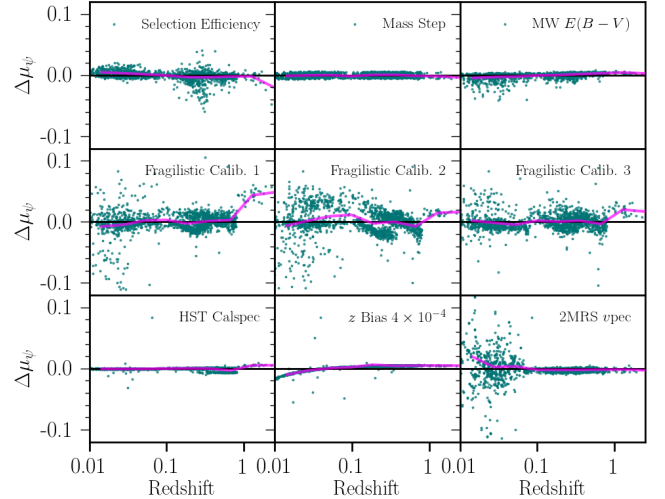 Selection Efficiency
Mass Step
MW E(B − V)
0.1
0.0
-0.1
Δμψ
Fragilistic Calib. 1
Fragilistic Calib. 2
Fragilistic Calib. 3
0.1
0.0
-0.1
Δμψ
HST Calspec
z Bias 4 × 10⁻⁴
2MRS vpec
0.1
0.0
-0.1
Δμψ
0.01 0.1 1 0.01 0.1 1 0.01 0.1 1
Redshift Redshift Redshift